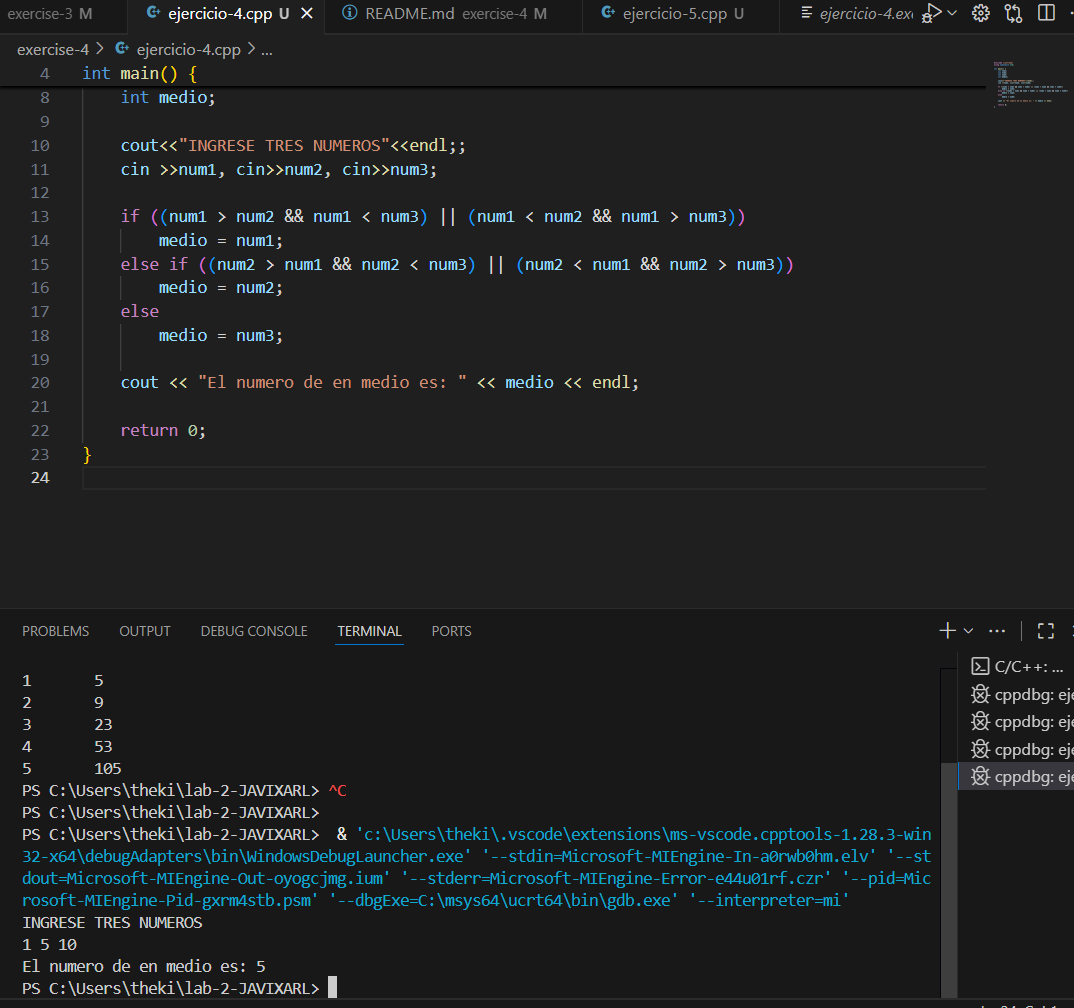 exercise-3 M ejercicio-4.cpp U README.md exercise-4 M ejercicio-5.cpp U ejercicio-4.exe
exercise-4 > ejercicio-4.cpp > ...
4 int main() {
8 int medio;
9
10 cout<<"INGRESE TRES NUMEROS"<<endl;;
11 cin >>num1, cin>>num2, cin>>num3;
12
13 if ((num1 > num2 && num1 < num3) || (num1 < num2 && num1 > num3))
14 medio = num1;
15 else if ((num2 > num1 && num2 < num3) || (num2 < num1 && num2 > num3))
16 medio = num2;
17 else
18 medio = num3;
19
20 cout << "El numero de en medio es: " << medio << endl;
21
22 return 0;
23 }
24
PROBLEMS OUTPUT DEBUG CONSOLE TERMINAL PORTS
C/C++: ...
cppdbg: eje
cppdbg: eje
cppdbg: eje
cppdbg: eje
1 5
2 9
3 23
4 53
5 105
PS C:\Users\theki\lab-2-JAVIXARL> ^C
PS C:\Users\theki\lab-2-JAVIXARL>
PS C:\Users\theki\lab-2-JAVIXARL> & 'c:\Users\theki\.vscode\extensions\ms-vscode.cpptools-1.28.3-win
32-x64\debugAdapters\bin\WindowsDebugLauncher.exe' '--stdin=Microsoft-MIEngine-In-a0rwb0hm.elv' '--st
dout=Microsoft-MIEngine-Out-oyogcjmg.ium' '--stderr=Microsoft-MIEngine-Error-e44u01rf.czr' '--pid=Mic
rosoft-MIEngine-Pid-gxrm4stb.psm' '--dbgExe=C:\msys64\ucrt64\bin\gdb.exe' '--interpreter=mi'
INGRESE TRES NUMEROS
1 5 10
El numero de en medio es: 5
PS C:\Users\theki\lab-2-JAVIXARL>